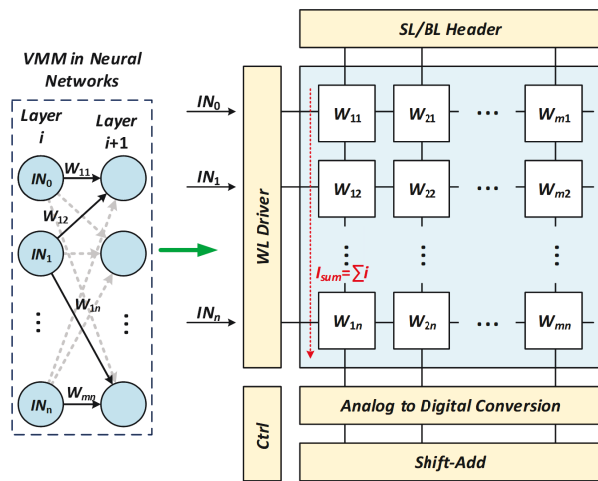 VMM in Neural
Networks
Layer
i
Layer
i+1
IN0
W11
W12
IN1
W1n
⋮
⋮
INn
Wmn
SL/BL Header
WL Driver
IN0
IN1
INn
W11
W21
...
Wm1
W12
W22
...
Wm2
⋮
⋮
⋮
Isum=∑i
W1n
W2n
...
Wmn
Ctrl
Analog to Digital Conversion
Shift-Add